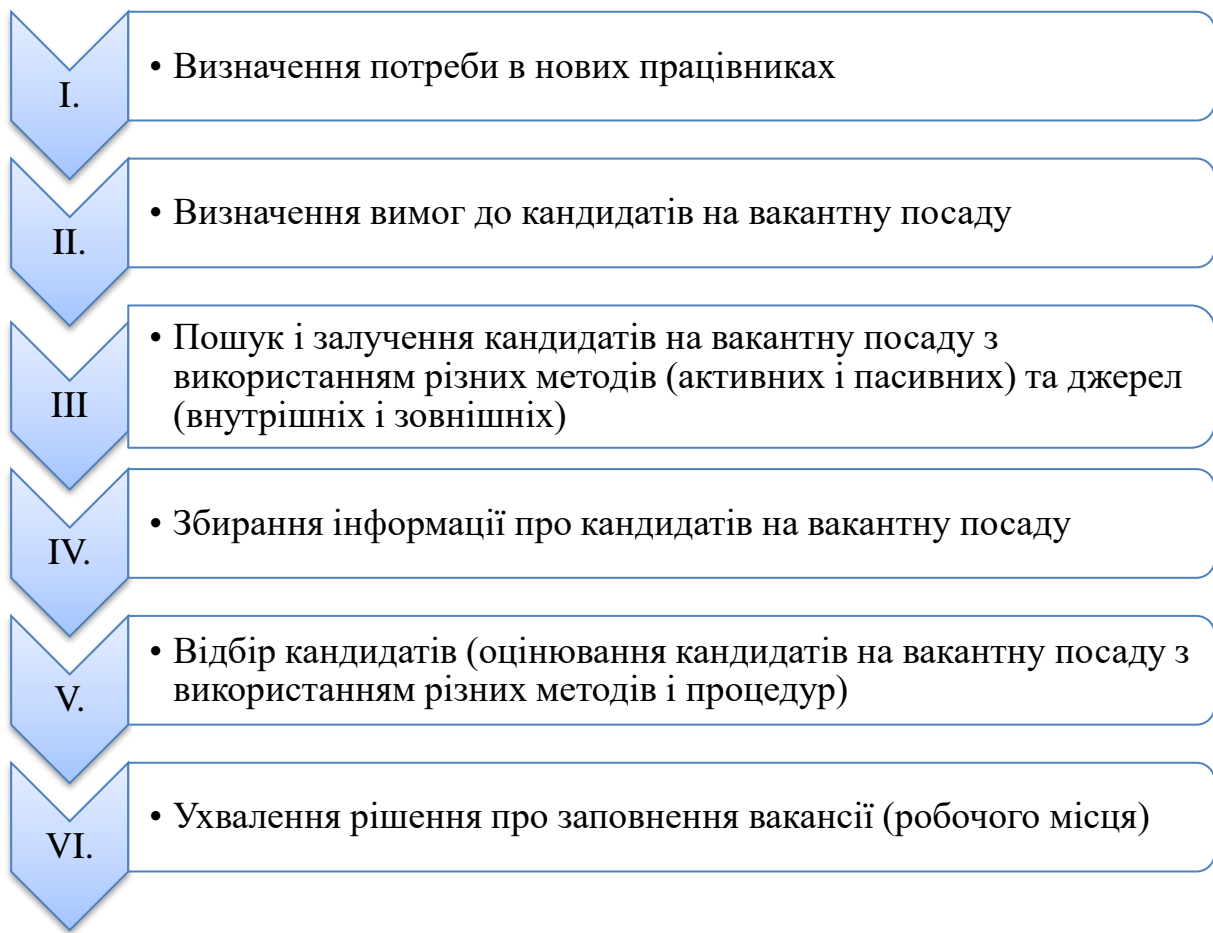 I.
• Визначення потреби в нових працівниках
II.
• Визначення вимог до кандидатів на вакантну посаду
III
• Пошук і залучення кандидатів на вакантну посаду з
використанням різних методів (активних і пасивних) та джерел
(внутрішніх і зовнішніх)
IV.
• Збирання інформації про кандидатів на вакантну посаду
V.
• Відбір кандидатів (оцінювання кандидатів на вакантну посаду з
використанням різних методів і процедур)
VI.
• Ухвалення рішення про заповнення вакансії (робочого місця)